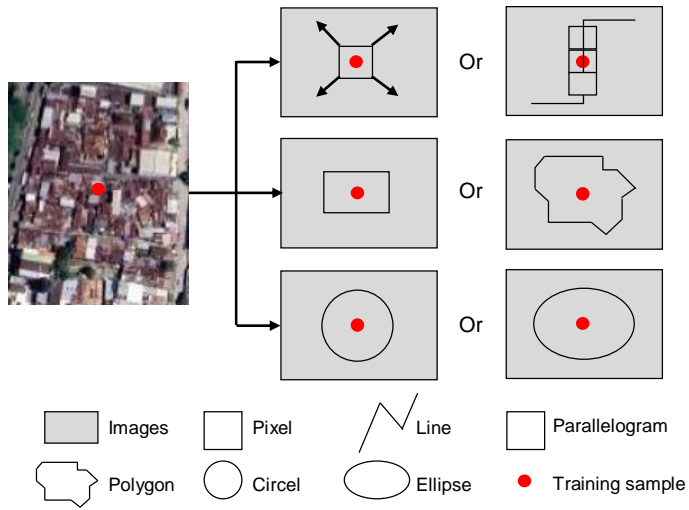 Or
Or
Or
Images
Pixel
Line
Parallelogram
Polygon
Circel
Ellipse
Training sample